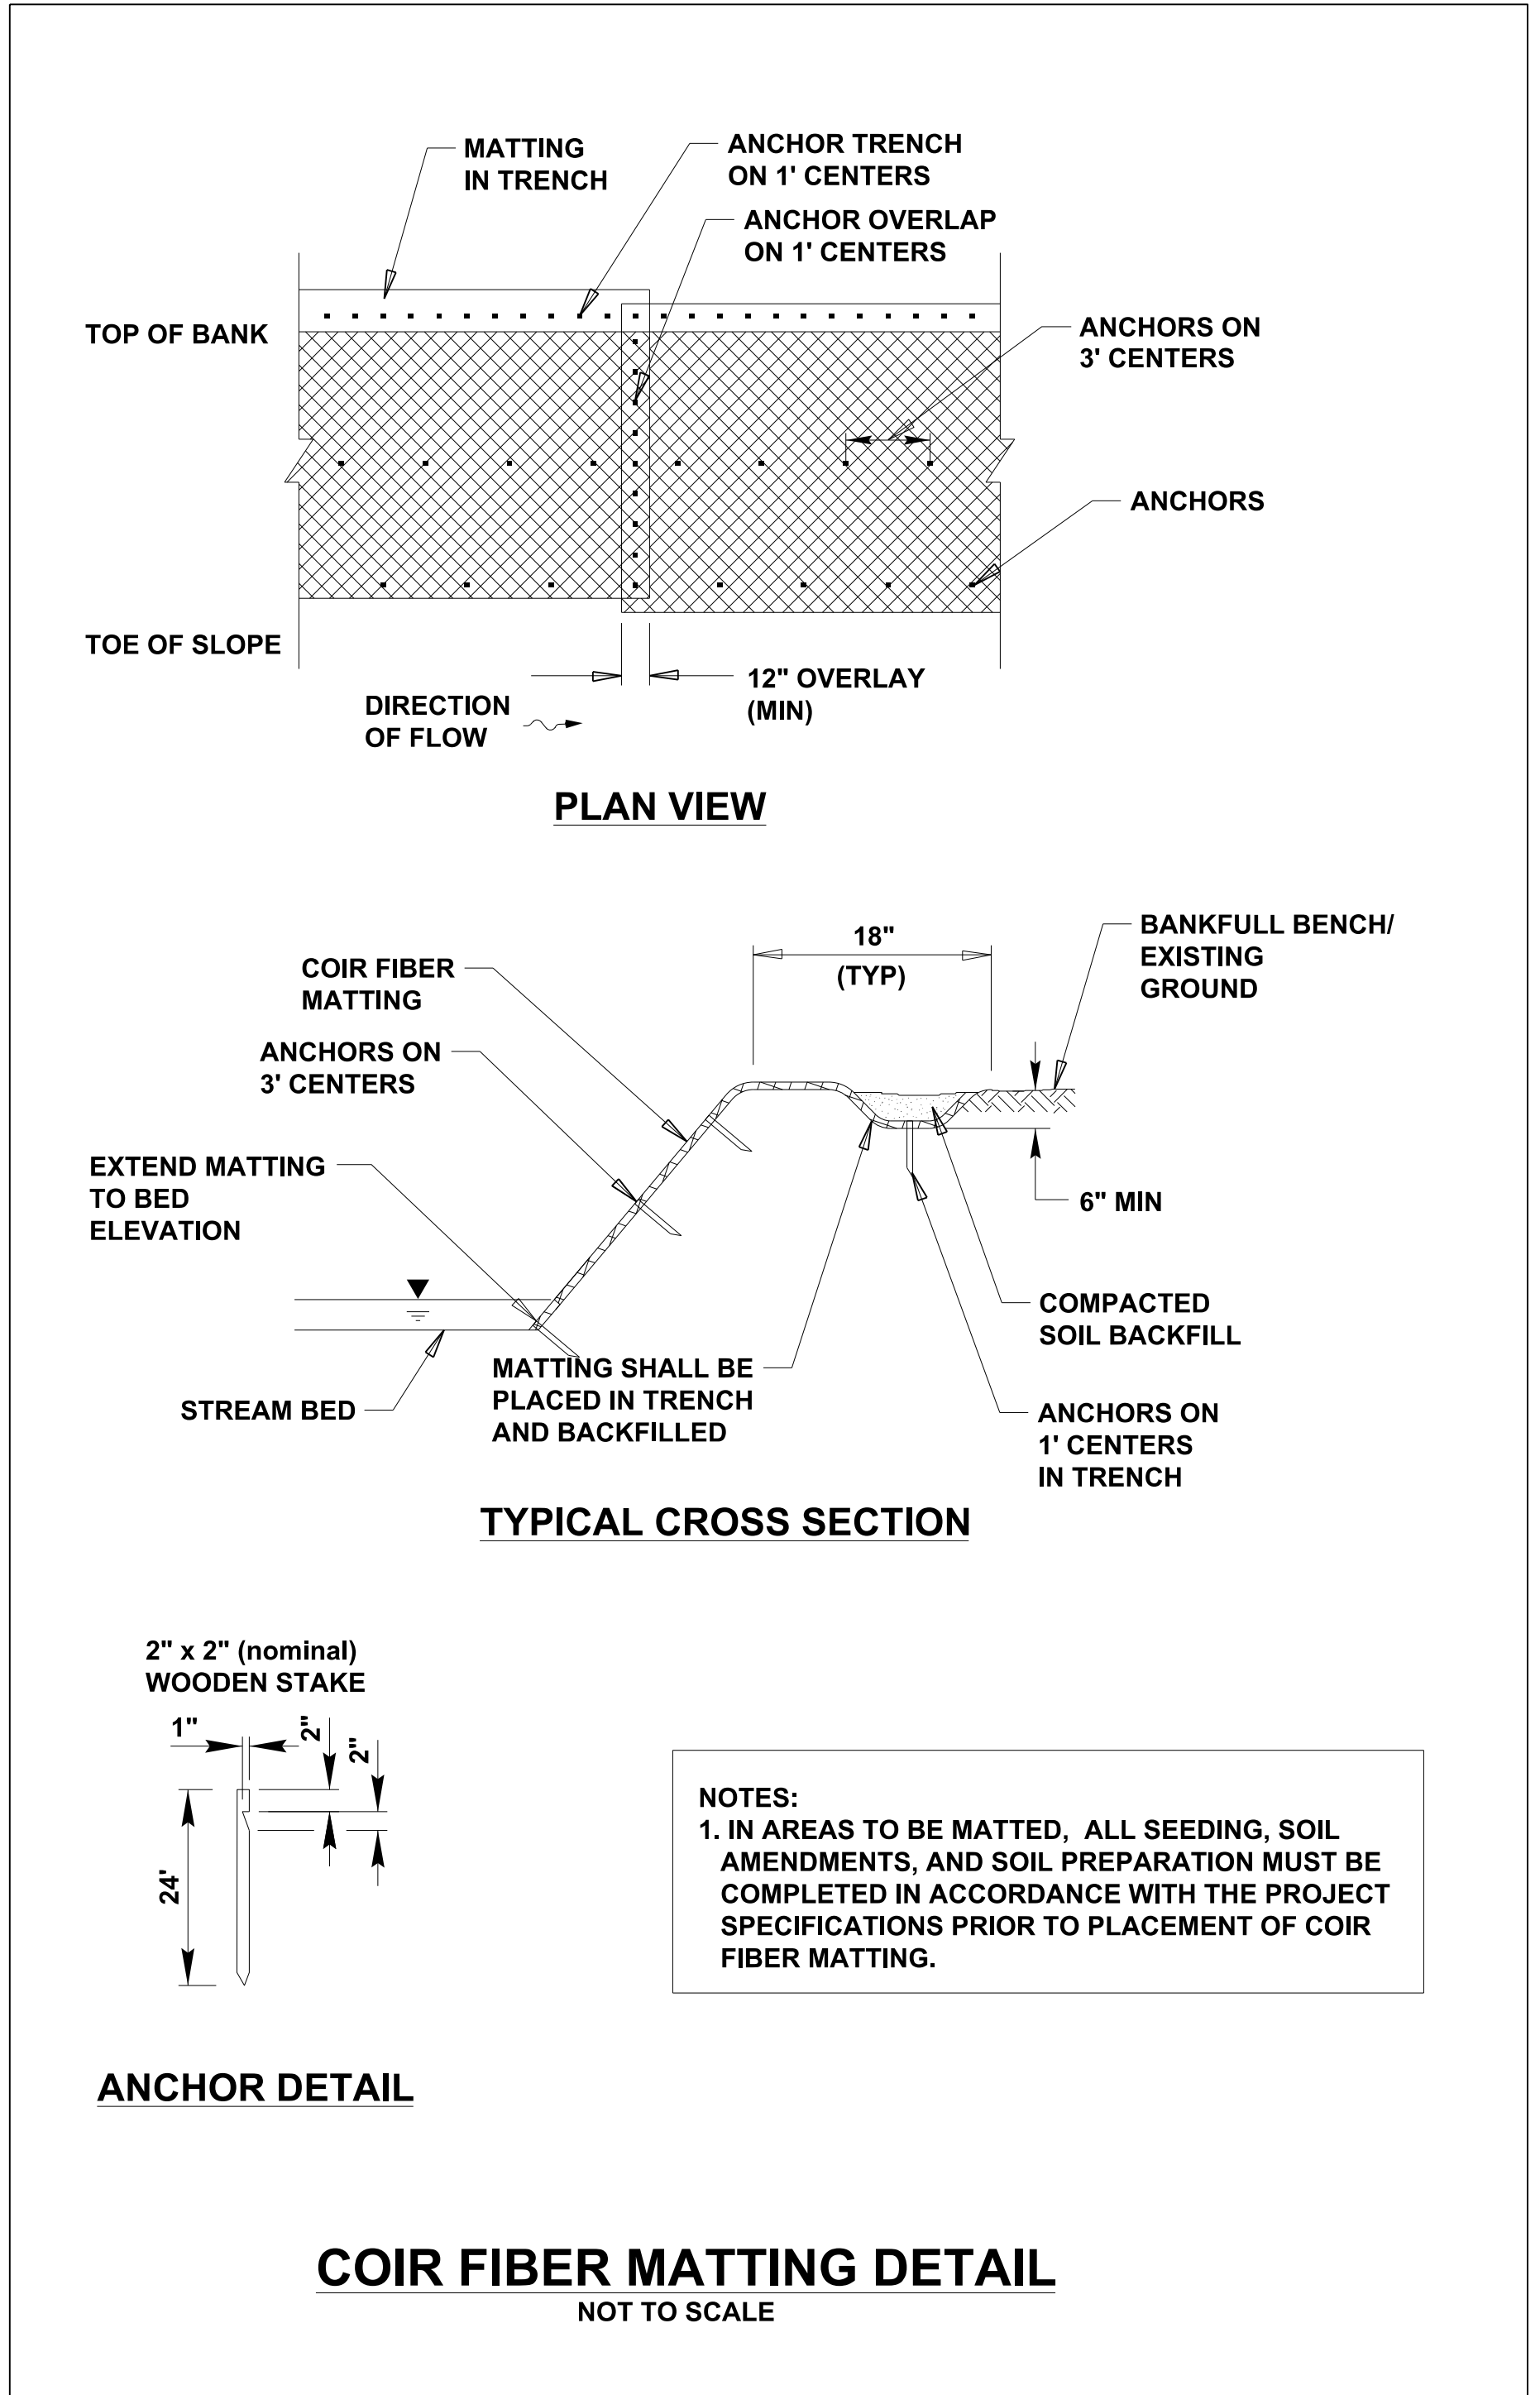 MATTING
IN TRENCH
ANCHOR TRENCH
ON 1' CENTERS
ANCHOR OVERLAP
ON 1' CENTERS
TOP OF BANK
ANCHORS ON
3' CENTERS
ANCHORS
TOE OF SLOPE
12" OVERLAY
(MIN)
DIRECTION
OF FLOW
PLAN VIEW
18"
(TYP)
BANKFULL BENCH/
EXISTING
GROUND
COIR FIBER
MATTING
ANCHORS ON
3' CENTERS
EXTEND MATTING
TO BED
ELEVATION
6" MIN
COMPACTED
SOIL BACKFILL
MATTING SHALL BE
PLACED IN TRENCH
AND BACKFILLED
STREAM BED
ANCHORS ON
1' CENTERS
IN TRENCH
TYPICAL CROSS SECTION
2" x 2" (nominal)
WOODEN STAKE
1"
2"
2"
24'
NOTES:
1. IN AREAS TO BE MATTED, ALL SEEDING, SOIL
AMENDMENTS, AND SOIL PREPARATION MUST BE
COMPLETED IN ACCORDANCE WITH THE PROJECT
SPECIFICATIONS PRIOR TO PLACEMENT OF COIR
FIBER MATTING.
ANCHOR DETAIL
COIR FIBER MATTING DETAIL
NOT TO SCALE